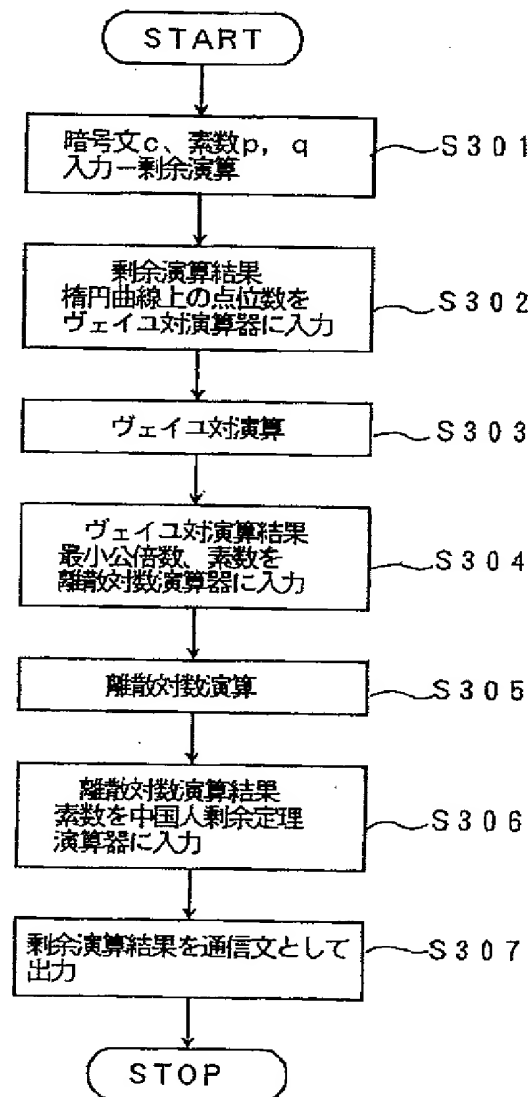 START
暗号文c、素数p，q
入力ー剰余演算
S301
剰余演算結果
楕円曲線上の点位数を
ヴェイユ対演算器に入力
S302
ヴェイユ対演算
S303
ヴェイユ対演算結果
最小公倍数、素数を
離散対数演算器に入力
S304
離散対数演算
S305
離散対数演算結果
素数を中国人剰余定理
演算器に入力
S306
剰余演算結果を通信文として
出力
S307
STOP